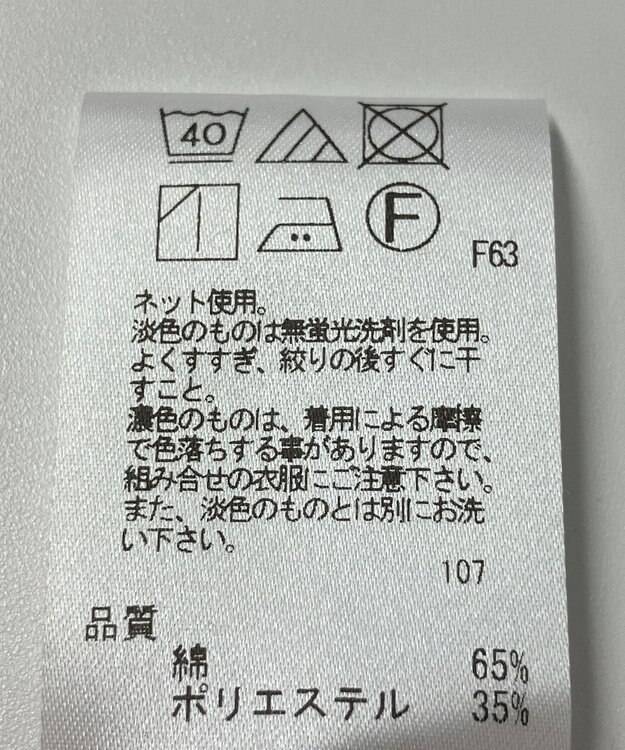 40
F
F63
ネット使用。
淡色のものは無蛍光洗剤を使用。
よくすすぎ、絞りの後すぐに干
すこと。
濃色のものは、着用による摩擦
で色落ちする事がありますので、
組み合せの衣服にご注意下さい。
また、淡色のものとは別にお洗
い下さい。
107
品質
綿 65%
ポリエステル 35%